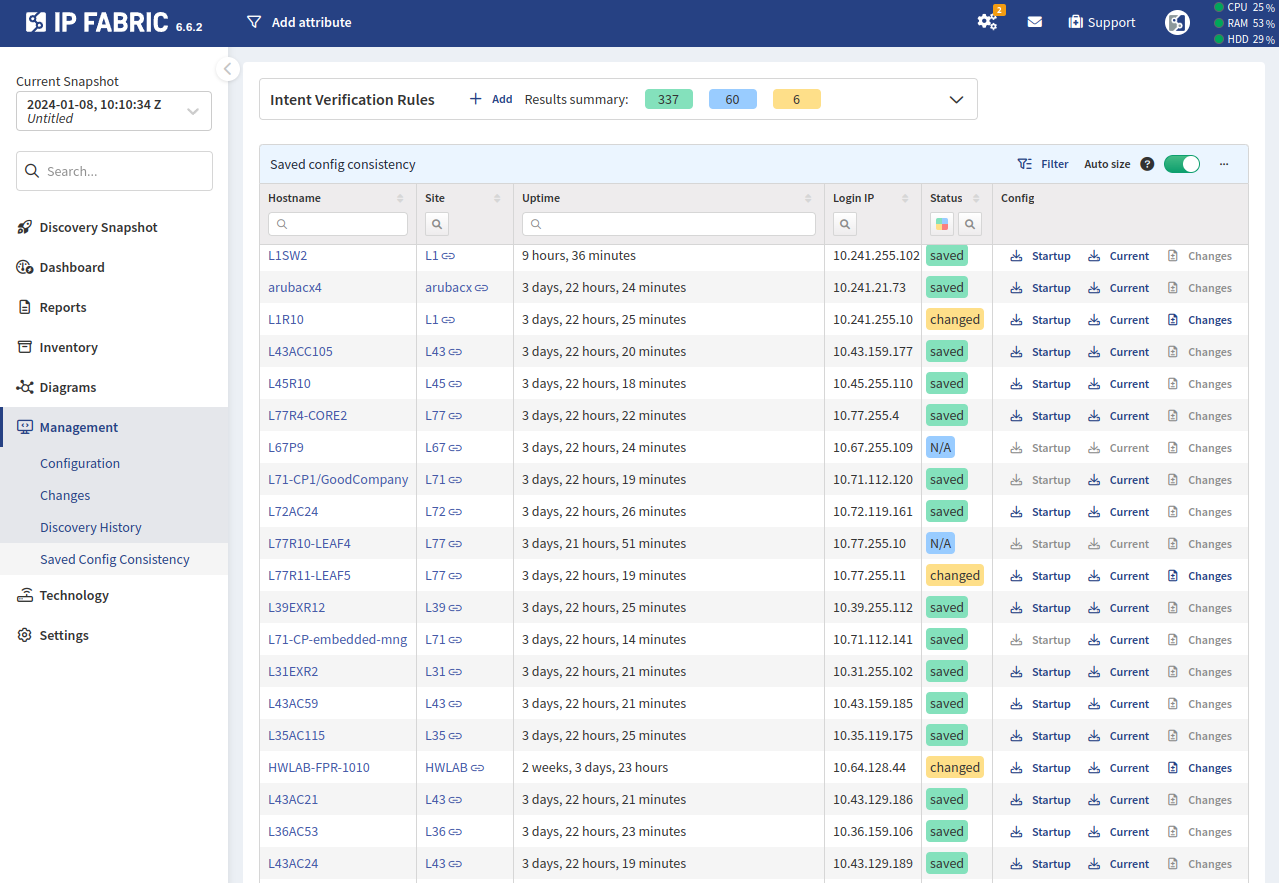 IP FABRIC 6.6.2 Add attribute 2 Support CPU 25 % RAM 53 % HDD 29 %
Current Snapshot
2024-01-08, 10:10:34 Z
Untitled
Search...
Discovery Snapshot
Dashboard
Reports
Inventory
Diagrams
Management
Configuration
Changes
Discovery History
Saved Config Consistency
Technology
Settings
Intent Verification Rules + Add Results summary: 337 60 6
Saved config consistency Filter Auto size ? ...
Hostname Site Uptime Login IP Status Config
L1SW2 L1 9 hours, 36 minutes 10.241.255.102 saved Startup Current Changes
arubacx4 arubacx 3 days, 22 hours, 24 minutes 10.241.21.73 saved Startup Current Changes
L1R10 L1 3 days, 22 hours, 25 minutes 10.241.255.10 changed Startup Current Changes
L43ACC105 L43 3 days, 22 hours, 20 minutes 10.43.159.177 saved Startup Current Changes
L45R10 L45 3 days, 22 hours, 18 minutes 10.45.255.110 saved Startup Current Changes
L77R4-CORE2 L77 3 days, 22 hours, 22 minutes 10.77.255.4 saved Startup Current Changes
L67P9 L67 3 days, 22 hours, 24 minutes 10.67.255.109 N/A Startup Current Changes
L71-CP1/GoodCompany L71 3 days, 22 hours, 19 minutes 10.71.112.120 saved Startup Current Changes
L72AC24 L72 3 days, 22 hours, 26 minutes 10.72.119.161 saved Startup Current Changes
L77R10-LEAF4 L77 3 days, 21 hours, 51 minutes 10.77.255.10 N/A Startup Current Changes
L77R11-LEAF5 L77 3 days, 22 hours, 19 minutes 10.77.255.11 changed Startup Current Changes
L39EXR12 L39 3 days, 22 hours, 25 minutes 10.39.255.112 saved Startup Current Changes
L71-CP-embedded-mng L71 3 days, 22 hours, 14 minutes 10.71.112.141 saved Startup Current Changes
L31EXR2 L31 3 days, 22 hours, 21 minutes 10.31.255.102 saved Startup Current Changes
L43AC59 L43 3 days, 22 hours, 21 minutes 10.43.159.185 saved Startup Current Changes
L35AC115 L35 3 days, 22 hours, 25 minutes 10.35.119.175 saved Startup Current Changes
HWLAB-FPR-1010 HWLAB 2 weeks, 3 days, 23 hours 10.64.128.44 changed Startup Current Changes
L43AC21 L43 3 days, 22 hours, 21 minutes 10.43.129.186 saved Startup Current Changes
L36AC53 L36 3 days, 22 hours, 23 minutes 10.36.159.106 saved Startup Current Changes
L43AC24 L43 3 days, 22 hours, 19 minutes 10.43.129.189 saved Startup Current Changes